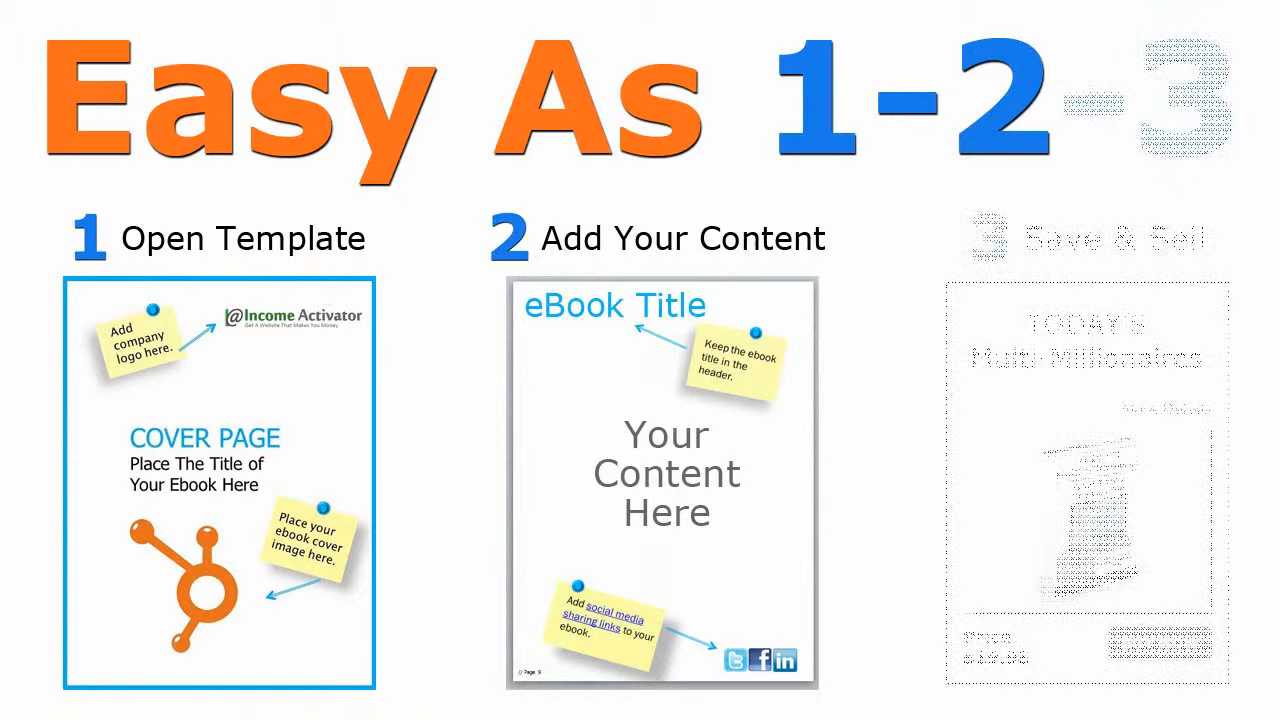 Easy As 1-2-3
1 Open Template
2 Add Your Content
3 Save & Sell
Add
company
logo here.
@Income Activator
Get A Website That Makes You Money
COVER PAGE
Place The Title of
Your Ebook Here
Place your
ebook cover
image here.
eBook Title
Keep the ebook
title in the
header.
Your
Content
Here
Add social media
sharing links to your
ebook.
// Page 9